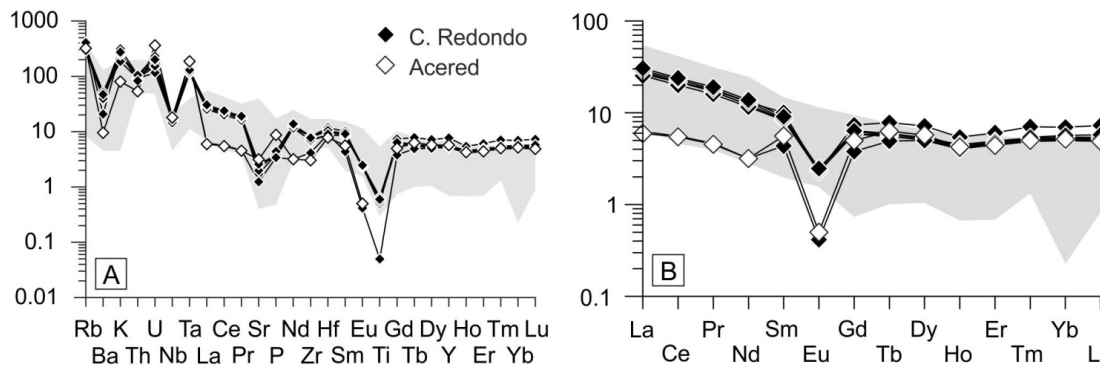 1000
100
10
1
0.1
0.01
C. Redondo
Acered
A
Rb K U Ta Ce Sr Nd Hf Eu Gd Dy Ho Tm Lu
Ba Th Nb La Pr P Zr Sm Ti Tb Y Er Yb
100
10
1
0.1
B
La Pr Sm Gd Dy Er Yb
Ce Nd Eu Tb Ho Tm L